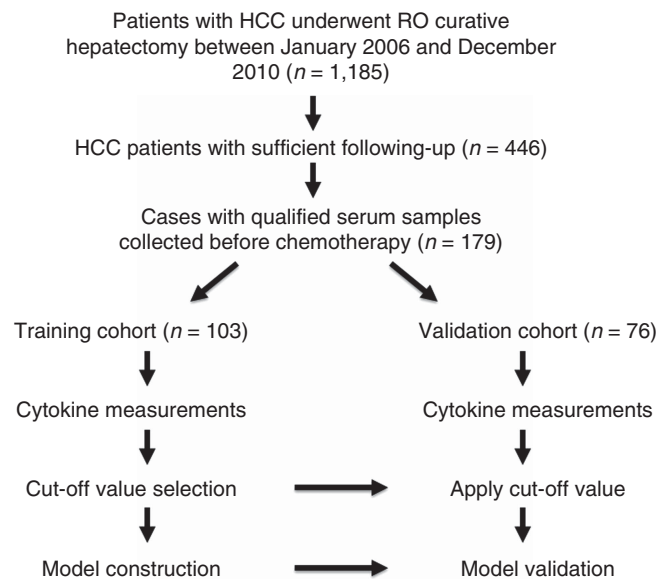 Patients with HCC underwent RO curative
hepatectomy between January 2006 and December
2010 (n = 1,185)
HCC patients with sufficient following-up (n = 446)
Cases with qualified serum samples
collected before chemotherapy (n = 179)
Training cohort (n = 103)
Validation cohort (n = 76)
Cytokine measurements
Cytokine measurements
Cut-off value selection
Apply cut-off value
Model construction
Model validation